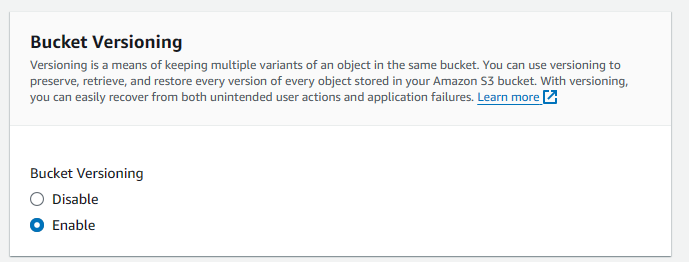 Bucket Versioning
Versioning is a means of keeping multiple variants of an object in the same bucket. You can use versioning to
preserve, retrieve, and restore every version of every object stored in your Amazon S3 bucket. With versioning,
you can easily recover from both unintended user actions and application failures. Learn more
Bucket Versioning
Disable
Enable